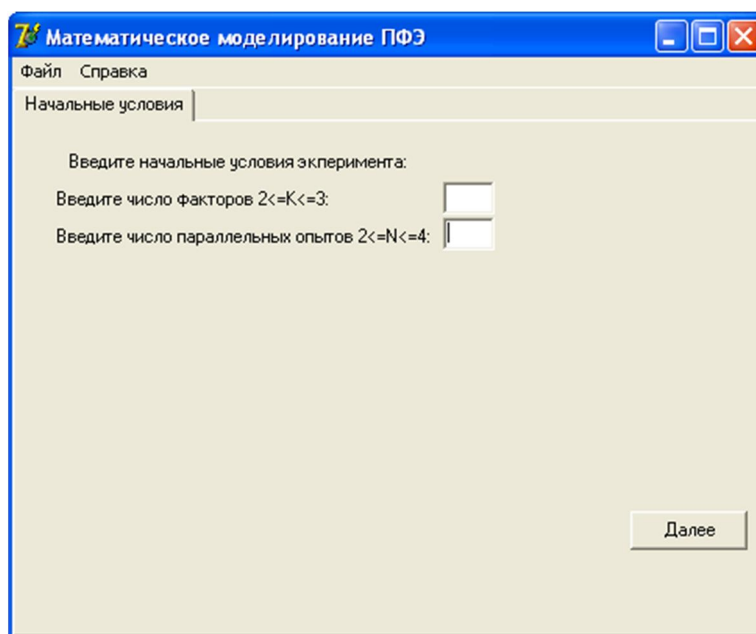 Математическое моделирование ПФЭ
Файл Справка
Начальные условия
Введите начальные условия экперимента:
Введите число факторов 2<=K<=3:
Введите число параллельных опытов 2<=N<=4:
Далее